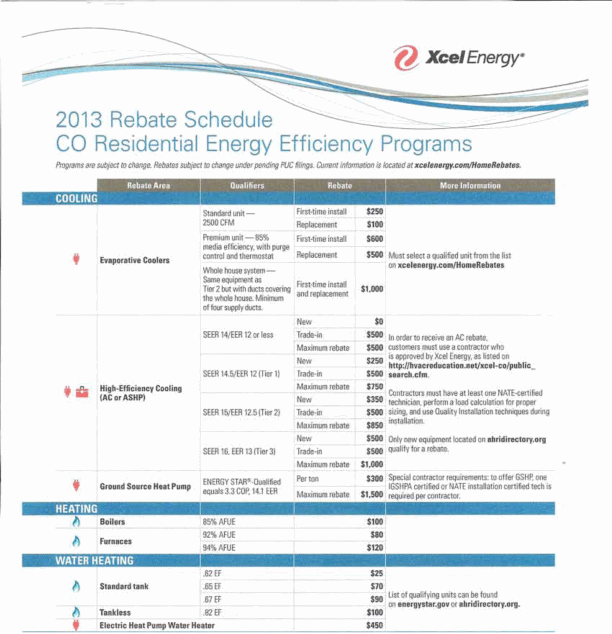 Xcel Energy®
2013 Rebate Schedule
CO Residential Energy Efficiency Programs
Programs are subject to change. Rebates subject to change under pending PUC filings. Current information is located at xcelenergy.com/HomeRebates.
Rebate Area Qualifiers Rebate More Information
COOLING
Evaporative Coolers
Standard unit —
2500 CFM
First-time install $250
Replacement $100
Premium unit — 85%
media efficiency, with purge
control and thermostat
First-time install $600
Replacement $500
Whole house system —
Same equipment as
Tier 2 but with ducts covering
the whole house. Minimum
of four supply ducts.
First-time install
and replacement
$1,000
Must select a qualified unit from the list
on xcelenergy.com/HomeRebates
High-Efficiency Cooling
(AC or ASHP)
SEER 14/EER 12 or less
New $0
Trade-in $500
Maximum rebate $500
SEER 14.5/EER 12 (Tier 1)
New $250
Trade-in $500
Maximum rebate $750
SEER 15/EER 12.5 (Tier 2)
New $350
Trade-in $500
Maximum rebate $850
SEER 16, EER 13 (Tier 3)
New $500
Trade-in $500
Maximum rebate $1,000
In order to receive an AC rebate,
customers must use a contractor who
is approved by Xcel Energy, as listed on
http://hvacreducation.net/xcel-co/public_
search.cfm.
Contractors must have at least one NATE-certified
technician, perform a load calculation for proper
sizing, and use Quality Installation techniques during
installation.
Only new equipment located on ahridirectory.org
qualify for a rebate.
Ground Source Heat Pump
ENERGY STAR®-Qualified
equals 3.3 COP, 14.1 EER
Per ton $300
Maximum rebate $1,500
Special contractor requirements: to offer GSHP, one
IGSHPA certified or NATE installation certified tech is
required per contractor.
HEATING
Boilers 85% AFUE $100
Furnaces
92% AFUE $80
94% AFUE $120
WATER HEATING
Standard tank
.62 EF $25
.65 EF $70
.67 EF $90
Tankless .82 EF $100
Electric Heat Pump Water Heater $450
List of qualifying units can be found
on energystar.gov or ahridirectory.org.